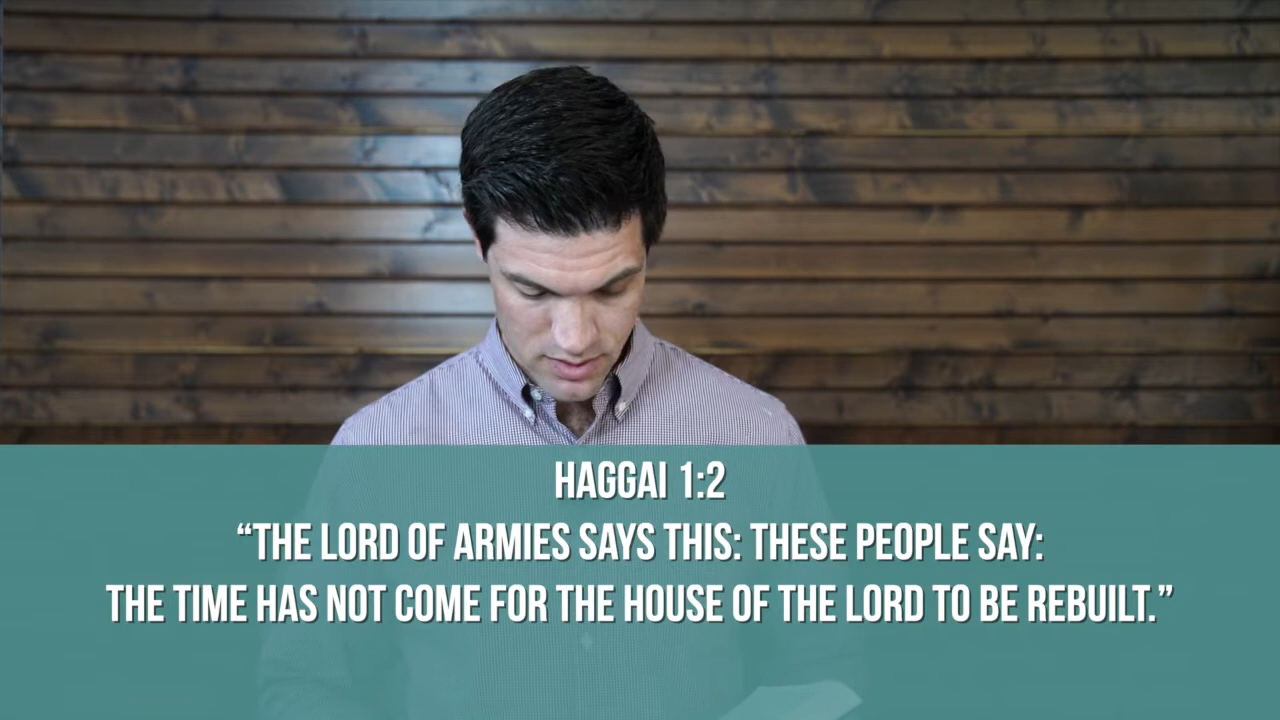 HAGGAI 1:2
“THE LORD OF ARMIES SAYS THIS: THESE PEOPLE SAY:
THE TIME HAS NOT COME FOR THE HOUSE OF THE LORD TO BE REBUILT.”